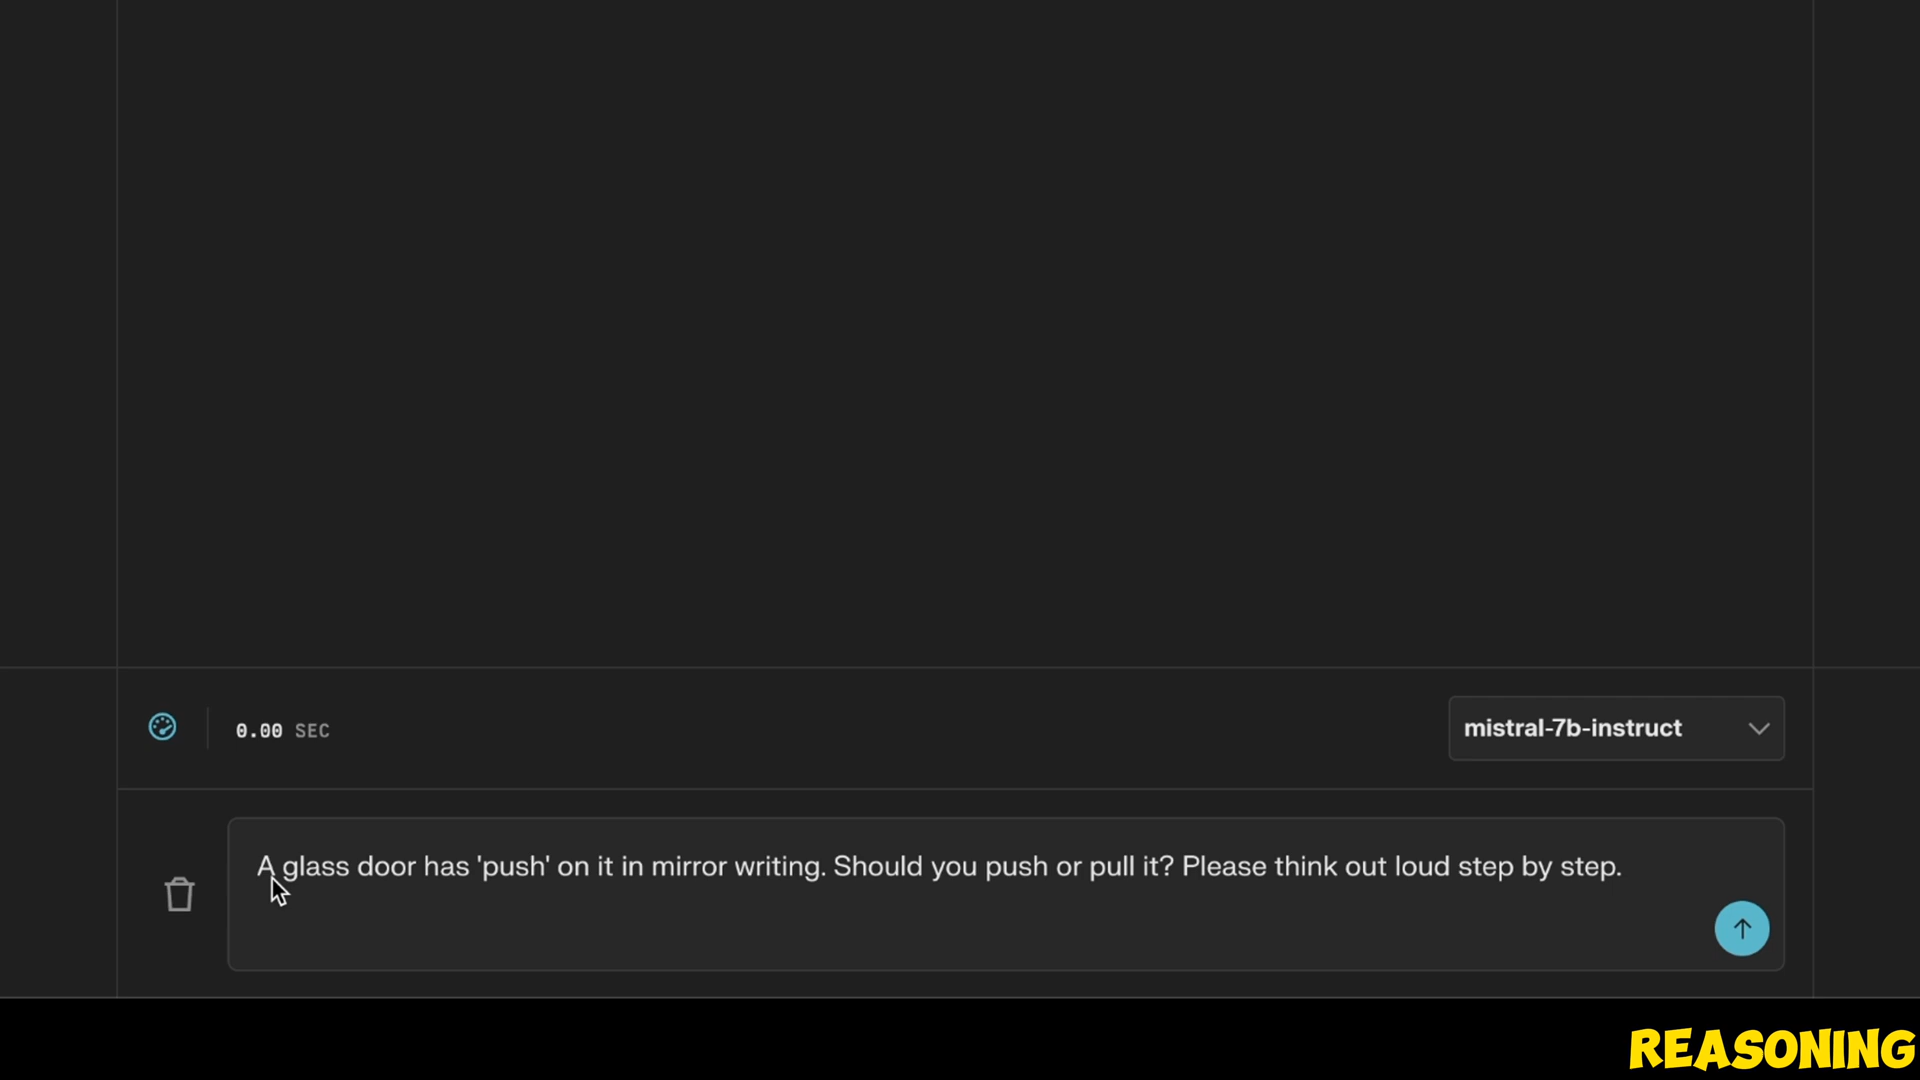 0.00 SEC
mistral-7b-instruct
A glass door has 'push' on it in mirror writing. Should you push or pull it? Please think out loud step by step.
REASONING